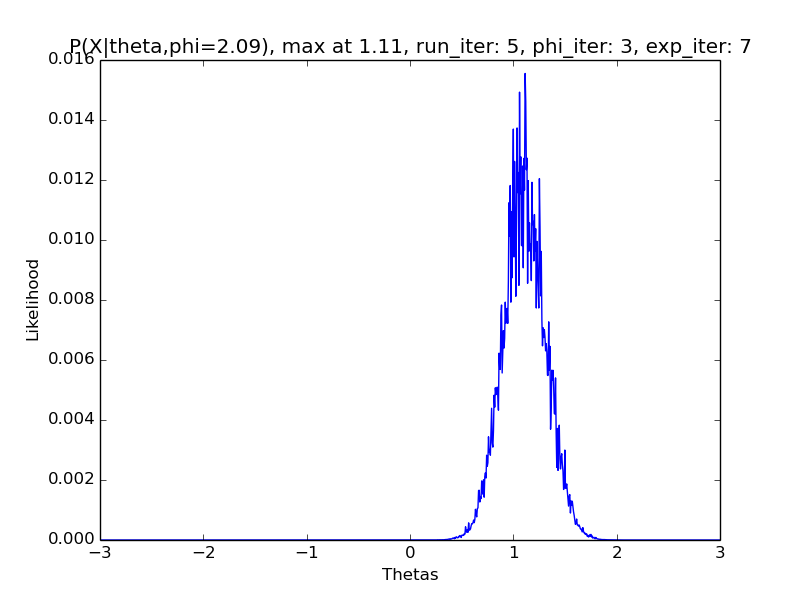 P(X|theta,phi=2.09), max at 1.11, run_iter: 5, phi_iter: 3, exp_iter: 7
0.016
0.014
0.012
0.010
0.008
0.006
0.004
0.002
0.000
Likelihood
−3 −2 −1 0 1 2 3
Thetas